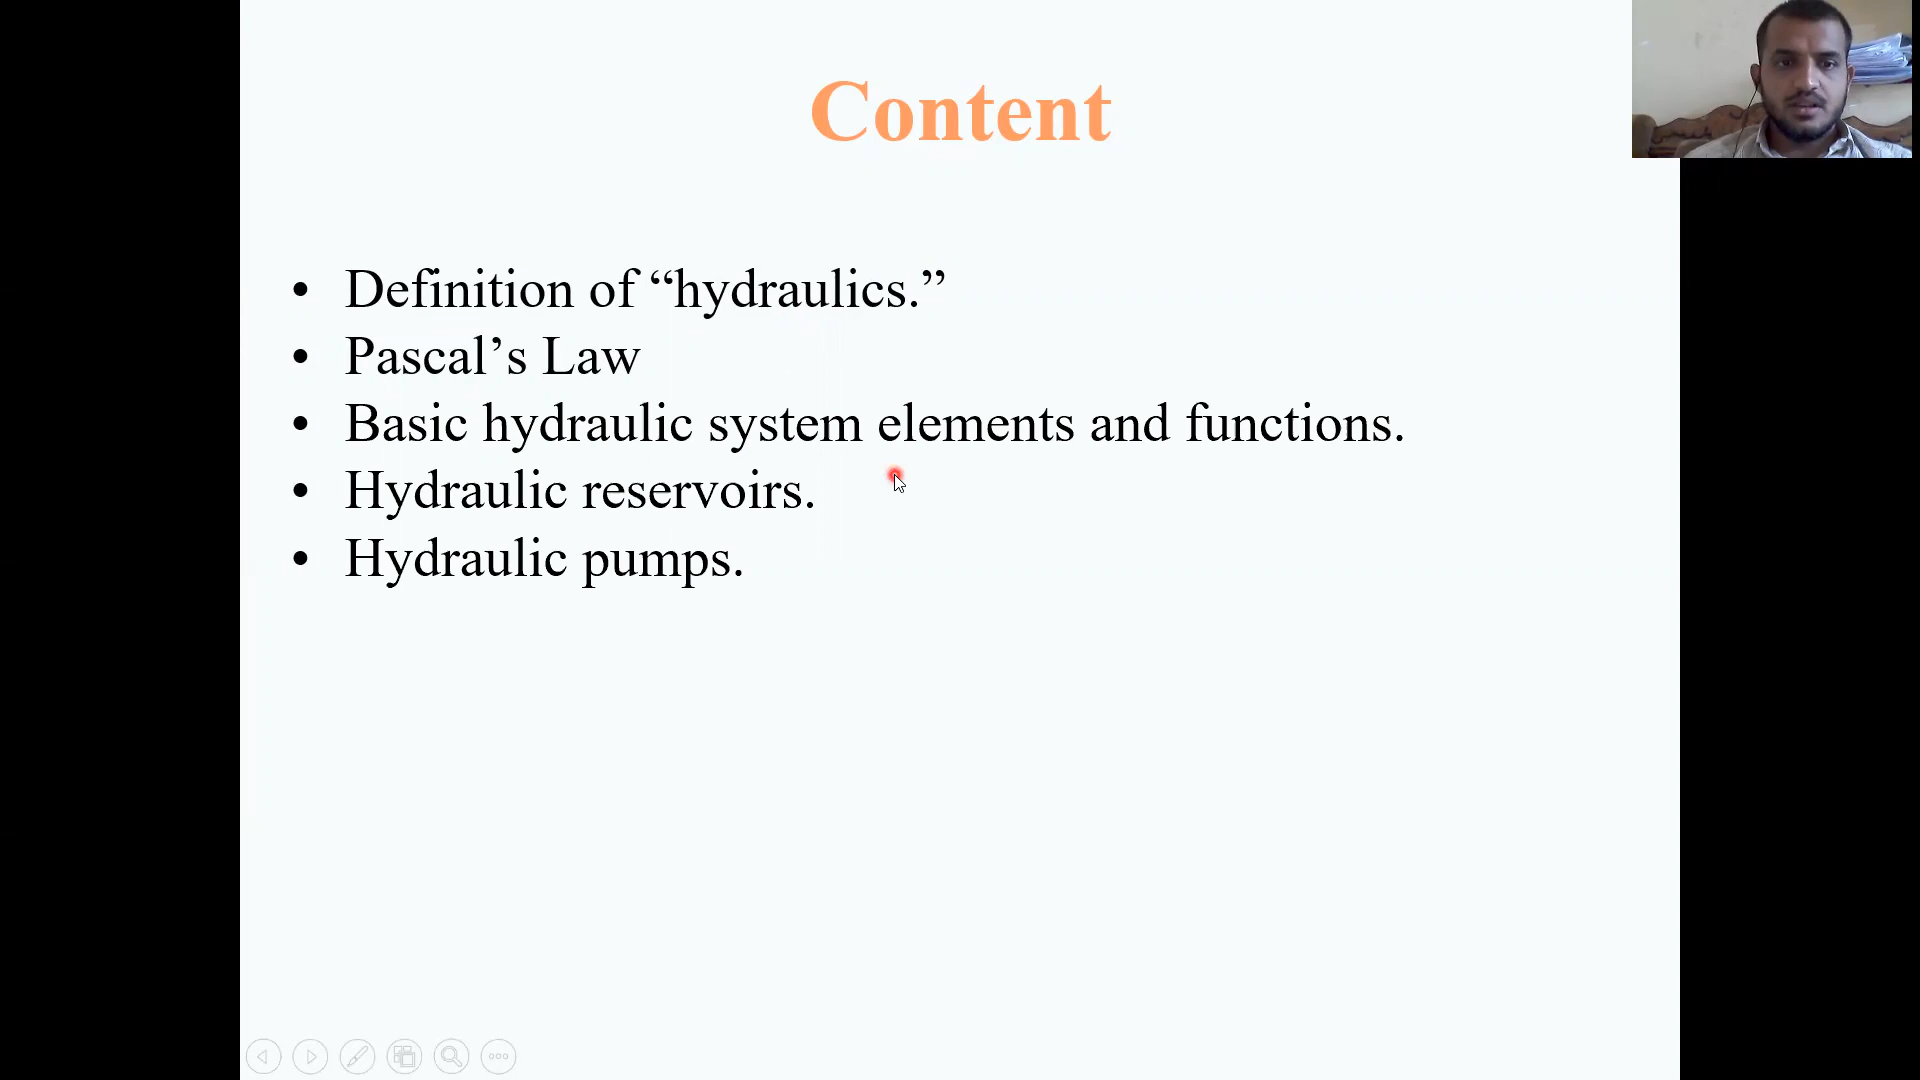 Content
• Definition of “hydraulics.”
• Pascal’s Law
• Basic hydraulic system elements and functions.
• Hydraulic reservoirs.
• Hydraulic pumps.